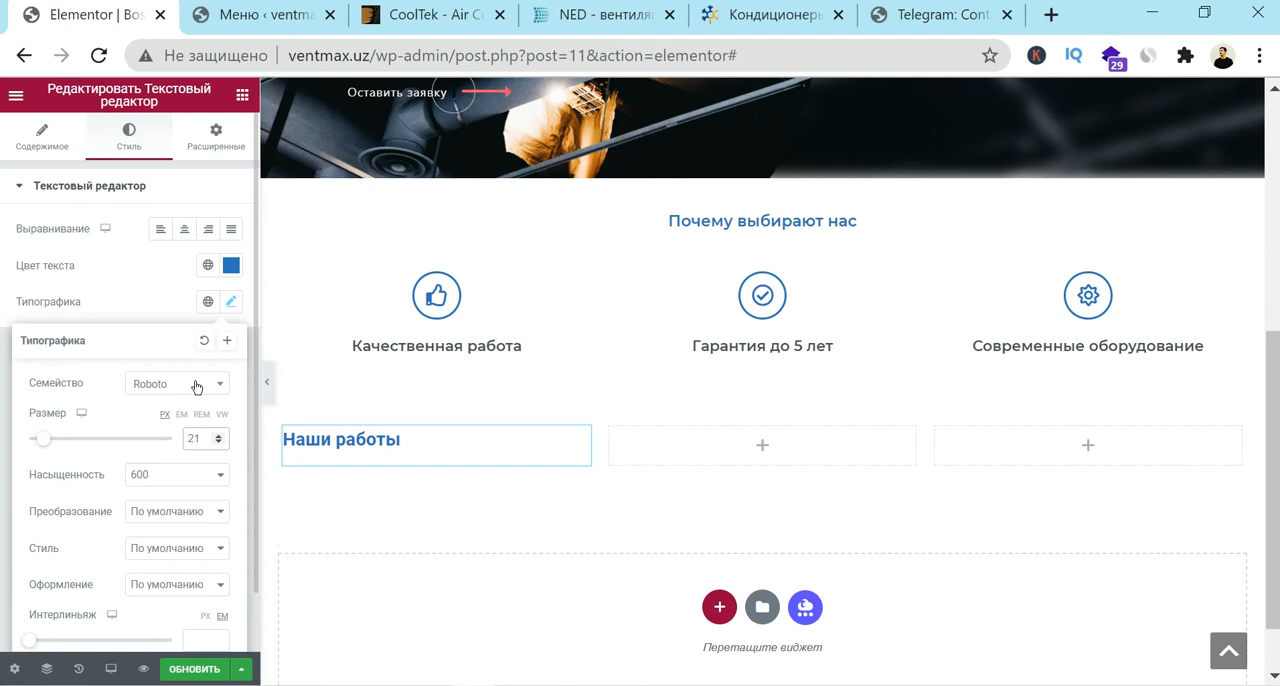 Elementor | Bos
Меню ‹ ventma
CoolTek - Air Co
NED - вентиля
Кондиционеры
Telegram: Cont
Не защищено
ventmax.uz/wp-admin/post.php?post=11&action=elementor#
K
IQ
29
Редактировать Текстовый
редактор
Содержимое
Стиль
Расширенные
Текстовый редактор
Выравнивание
Цвет текста
Типографика
Типографика
Семейство
Roboto
Размер
PX EM REM VW
21
Насыщенность
600
Преобразование
По умолчанию
Стиль
По умолчанию
Оформление
По умолчанию
Интерлиньяж
PX EM
ОБНОВИТЬ
Оставить заявку
Почему выбирают нас
Качественная работа
Гарантия до 5 лет
Современные оборудование
Наши работы
Перетащите виджет